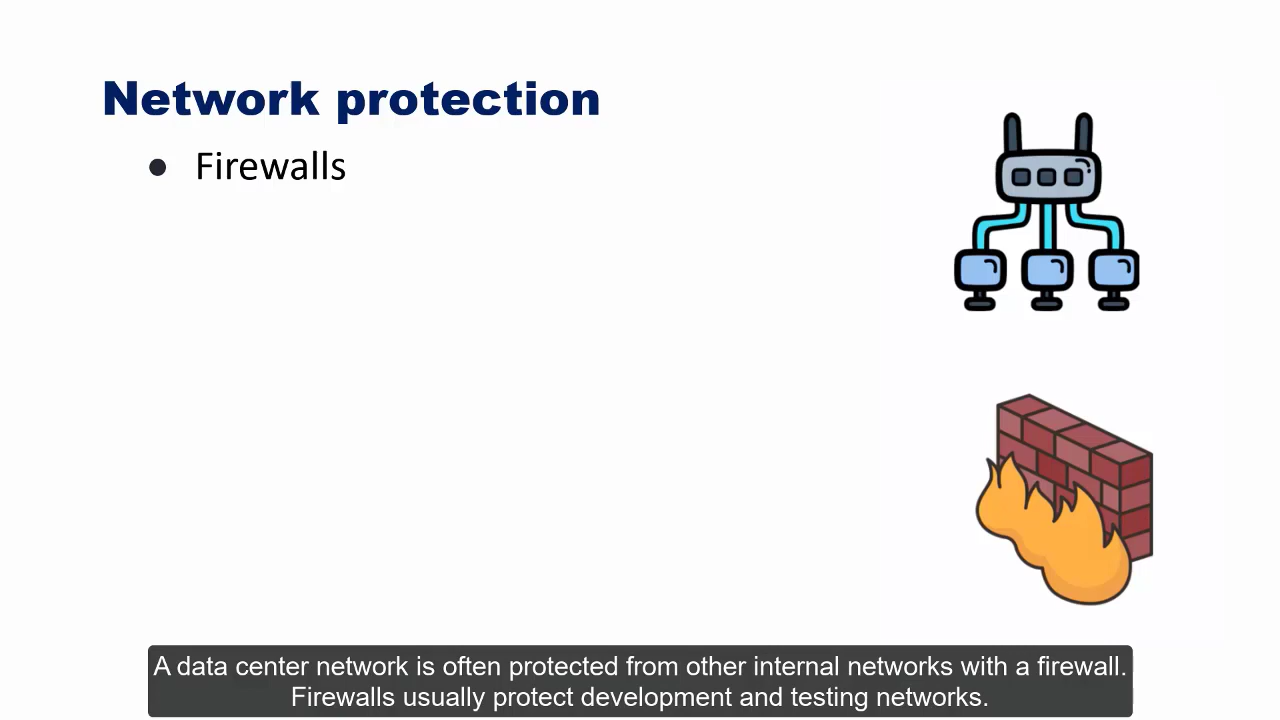 Network protection
● Firewalls
A data center network is often protected from other internal networks with a firewall.
Firewalls usually protect development and testing networks.